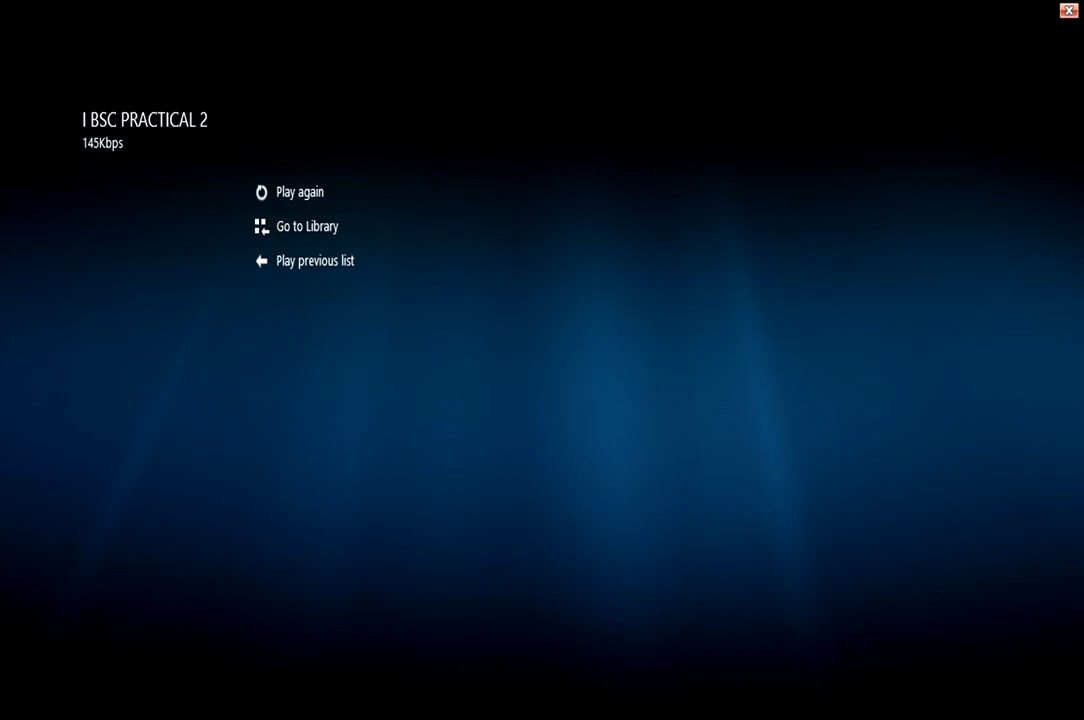 I BSC PRACTICAL 2
145Kbps
Play again
Go to Library
Play previous list